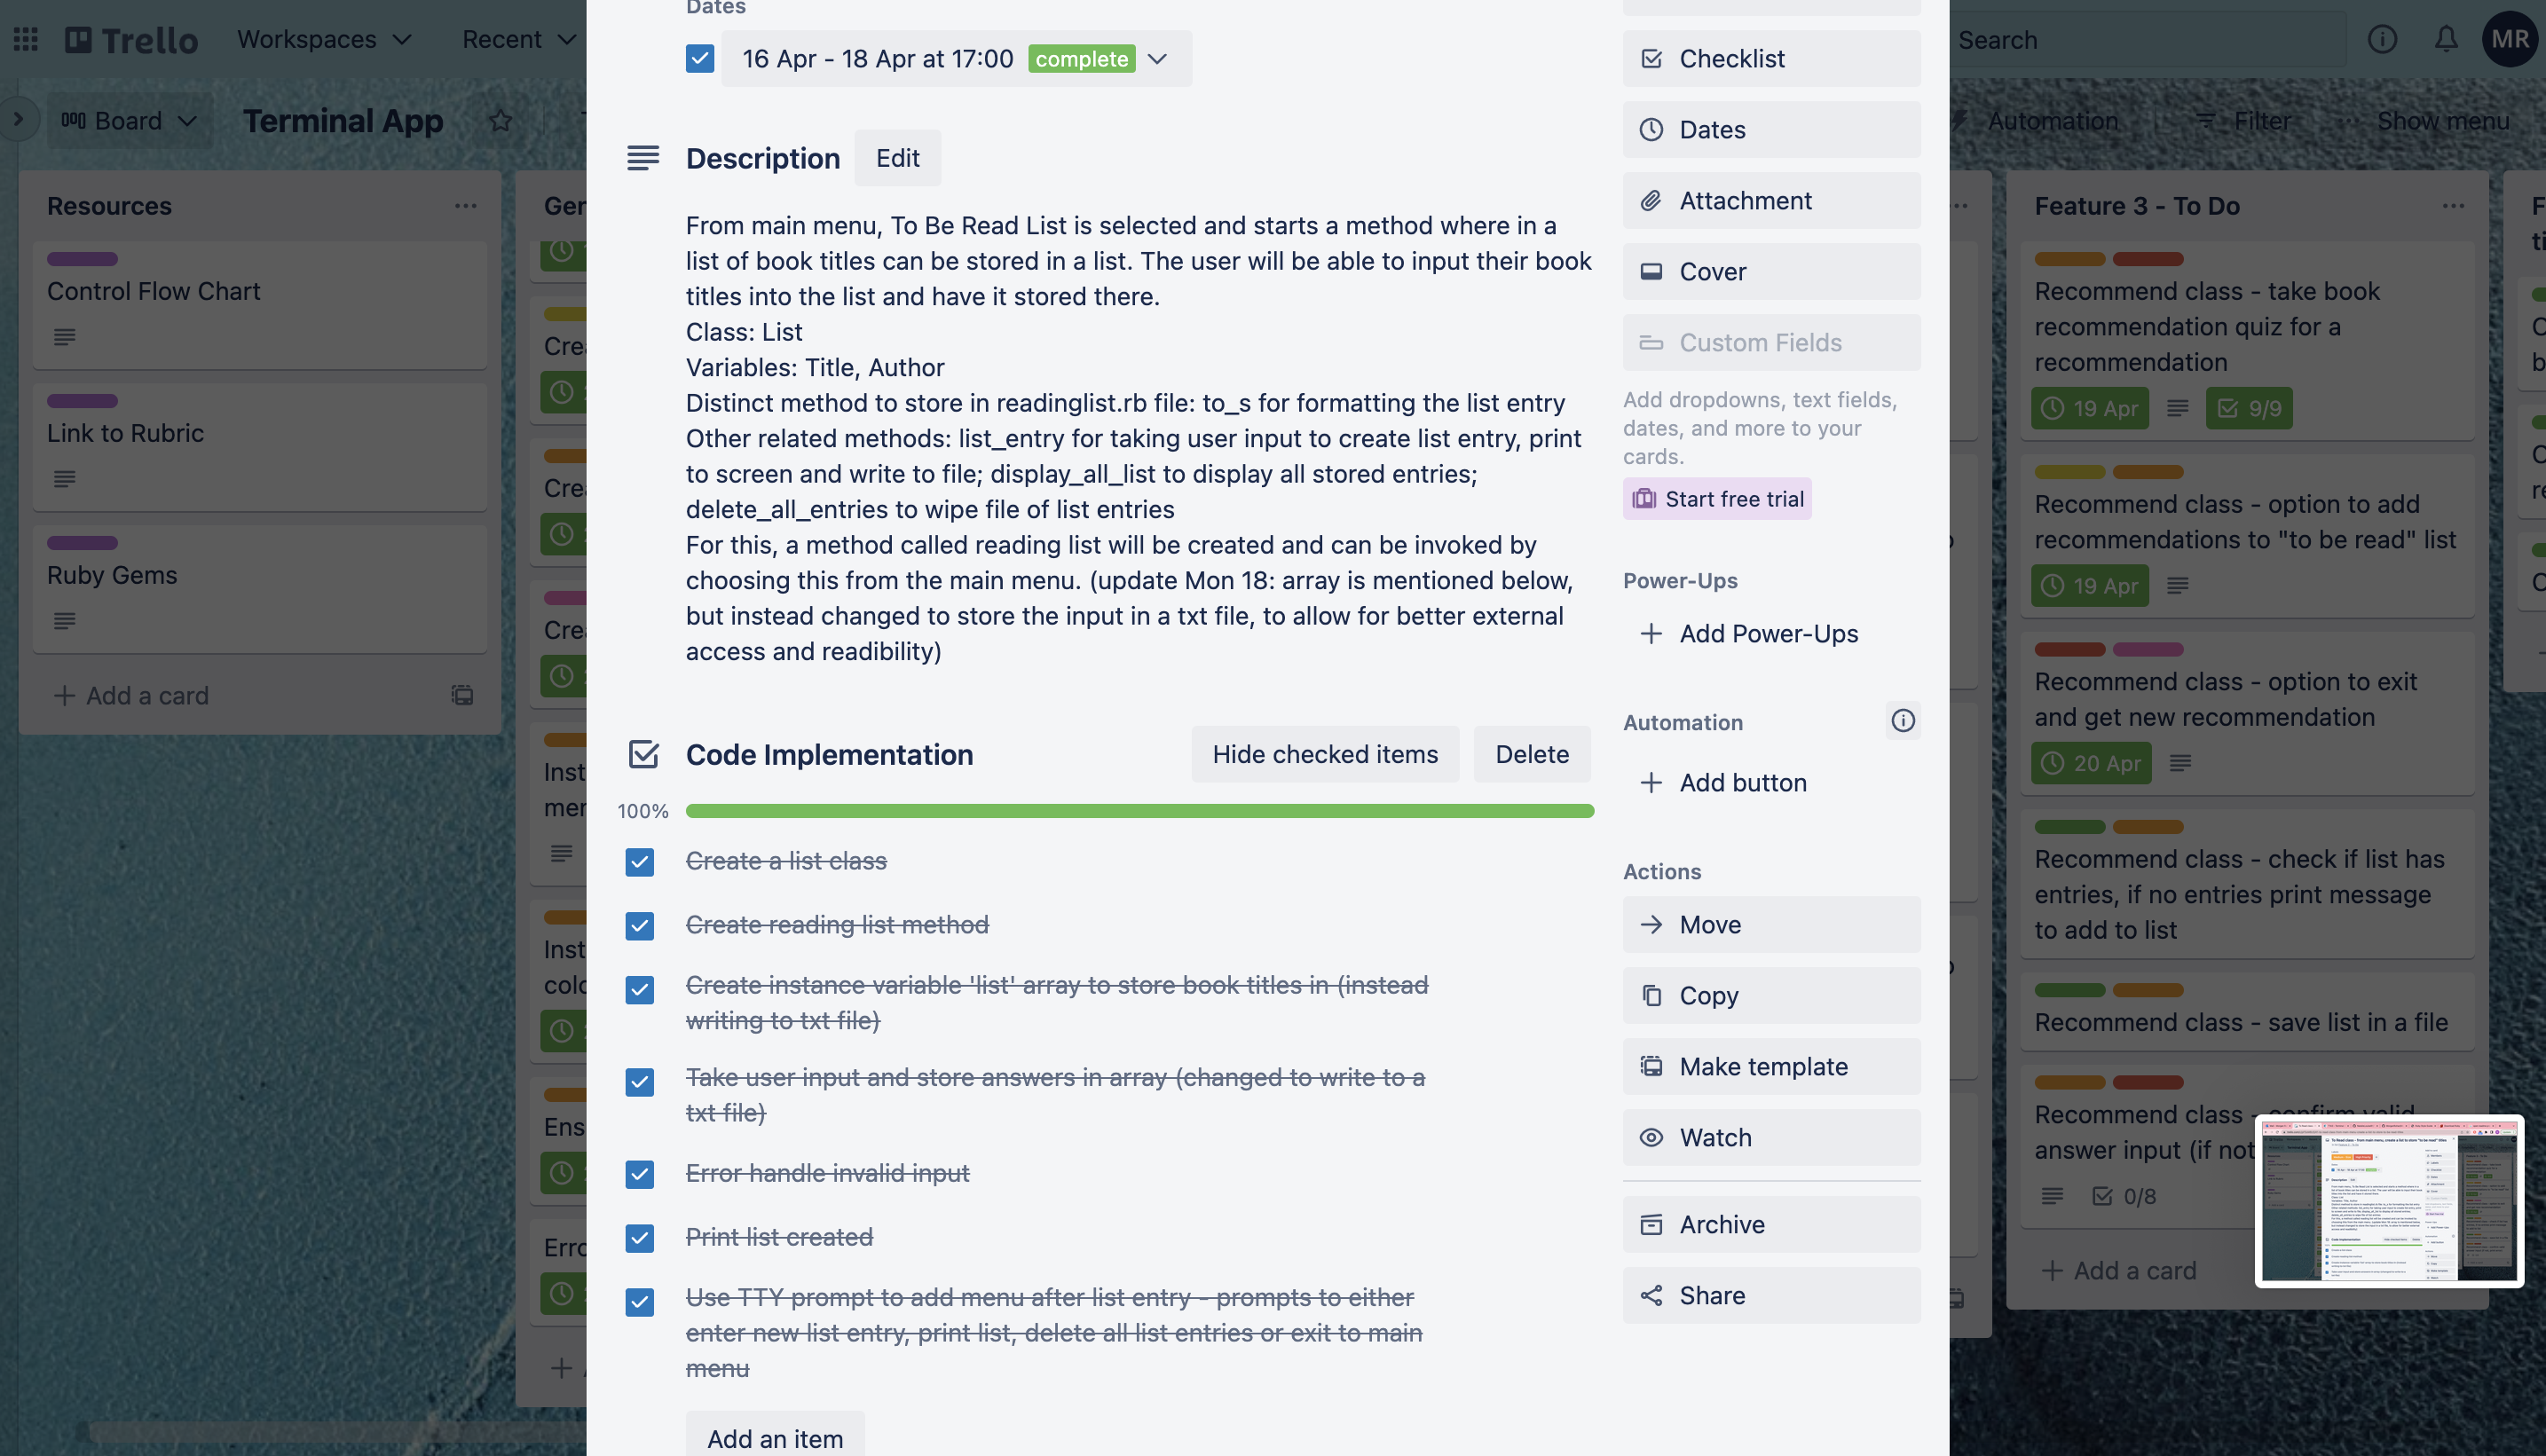 Trello
Workspaces
Recent
Search
MR
Board
Terminal App
Automation
Filter
Show menu
Resources
Control Flow Chart
Link to Rubric
Ruby Gems
Add a card
Ger
Cre
Cre
Cre
Inst
mer
Inst
colo
Ens
Erro
Dates
16 Apr - 18 Apr at 17:00 complete
Description
Edit
From main menu, To Be Read List is selected and starts a method where in a
list of book titles can be stored in a list. The user will be able to input their book
titles into the list and have it stored there.
Class: List
Variables: Title, Author
Distinct method to store in readinglist.rb file: to_s for formatting the list entry
Other related methods: list_entry for taking user input to create list entry, print
to screen and write to file; display_all_list to display all stored entries;
delete_all_entries to wipe file of list entries
For this, a method called reading list will be created and can be invoked by
choosing this from the main menu. (update Mon 18: array is mentioned below,
but instead changed to store the input in a txt file, to allow for better external
access and readibility)
Code Implementation
Hide checked items
Delete
100%
Create a list class
Create reading list method
Create instance variable 'list' array to store book titles in (instead
writing to txt file)
Take user input and store answers in array (changed to write to a
txt file)
Error handle invalid input
Print list created
Use TTY prompt to add menu after list entry - prompts to either
enter new list entry, print list, delete all list entries or exit to main
menu
Add an item
Checklist
Dates
Attachment
Cover
Custom Fields
Add dropdowns, text fields,
dates, and more to your
cards.
Start free trial
Power-Ups
Add Power-Ups
Automation
Add button
Actions
Move
Copy
Make template
Watch
Archive
Share
Feature 3 - To Do
Recommend class - take book
recommendation quiz for a
recommendation
19 Apr
9/9
Recommend class - option to add
recommendations to "to be read" list
19 Apr
Recommend class - option to exit
and get new recommendation
20 Apr
Recommend class - check if list has
entries, if no entries print message
to add to list
Recommend class - save list in a file
Recommend class - confirm valid
answer input (if not
0/8
Add a card